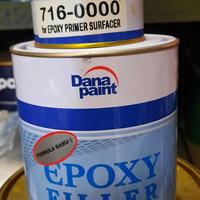 716-0000
for EPOXY PRIMER SURFACER
Dana
paint
FORMULA BARU !
EPOXY
FILLER